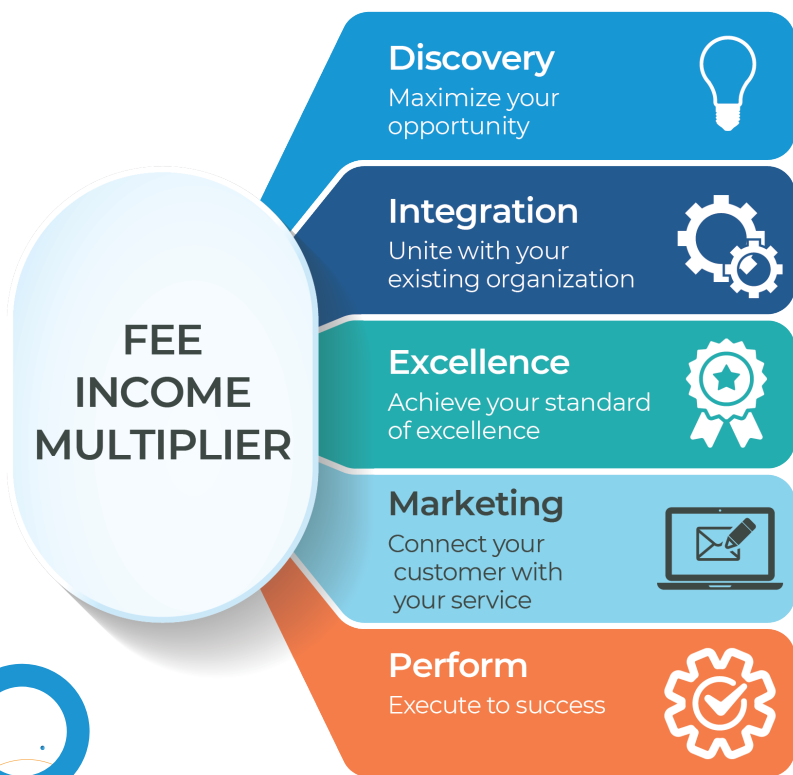 Discovery
Maximize your
opportunity
Integration
Unite with your
existing organization
FEE
INCOME
MULTIPLIER
Excellence
Achieve your standard
of excellence
Marketing
Connect your
customer with
your service
Perform
Execute to success